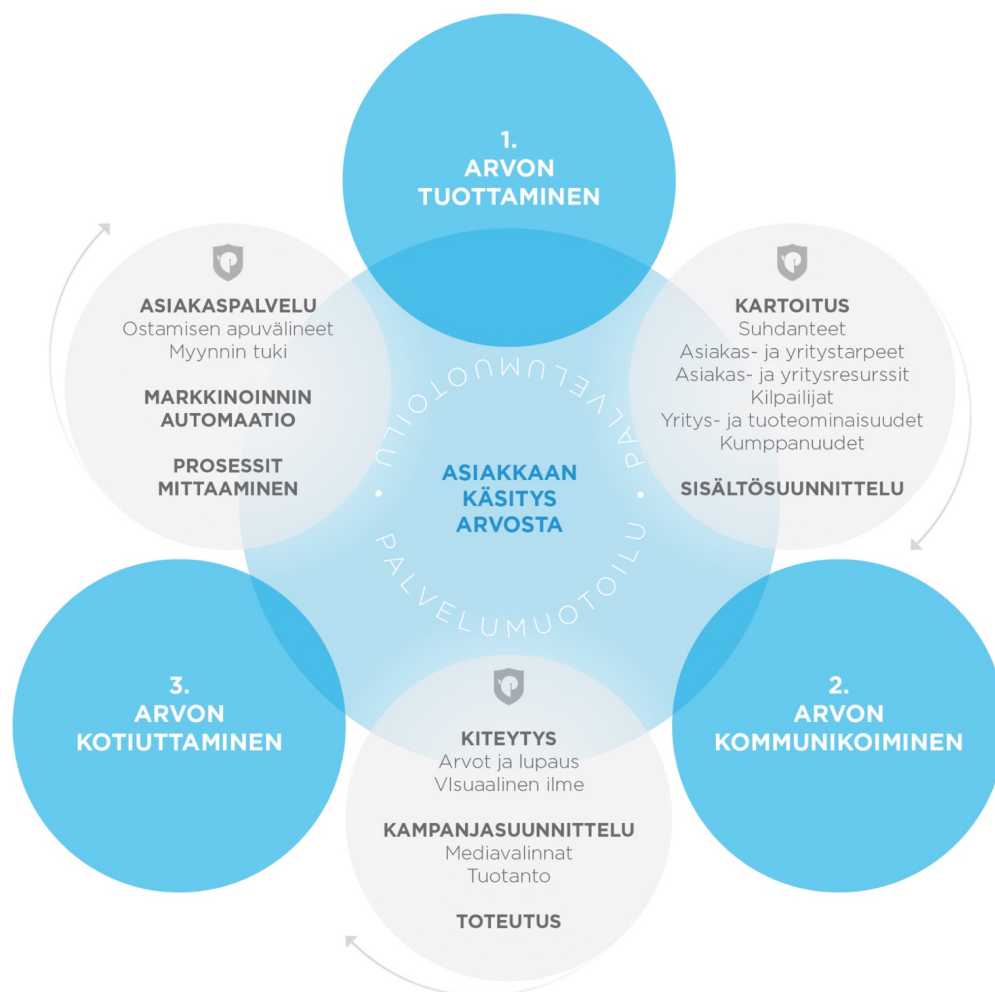 1.
ARVON
TUOTTAMINEN
ASIAKASPALVELU
Ostamisen apuvälineet
Myynnin tuki
MARKKINOINNIN
AUTOMAATIO
PROSESSIT
MITTAAMINEN
KARTOITUS
Suhdanteet
Asiakas- ja yritystarpeet
Asiakas- ja yritysresurssit
Kilpailijat
Yritys- ja tuoteominaisuudet
Kumppanuudet
SISÄLTÖSUUNNITTELU
PALVELUMUOTOILU • PALVELUMUOTOILU •
ASIAKKAAN
KÄSITYS
ARVOSTA
3.
ARVON
KOTIUTTAMINEN
2.
ARVON
KOMMUNIKOIMINEN
KITEYTYS
Arvot ja lupaus
VIsuaalinen ilme
KAMPANJASUUNNITTELU
Mediavalinnat
Tuotanto
TOTEUTUS